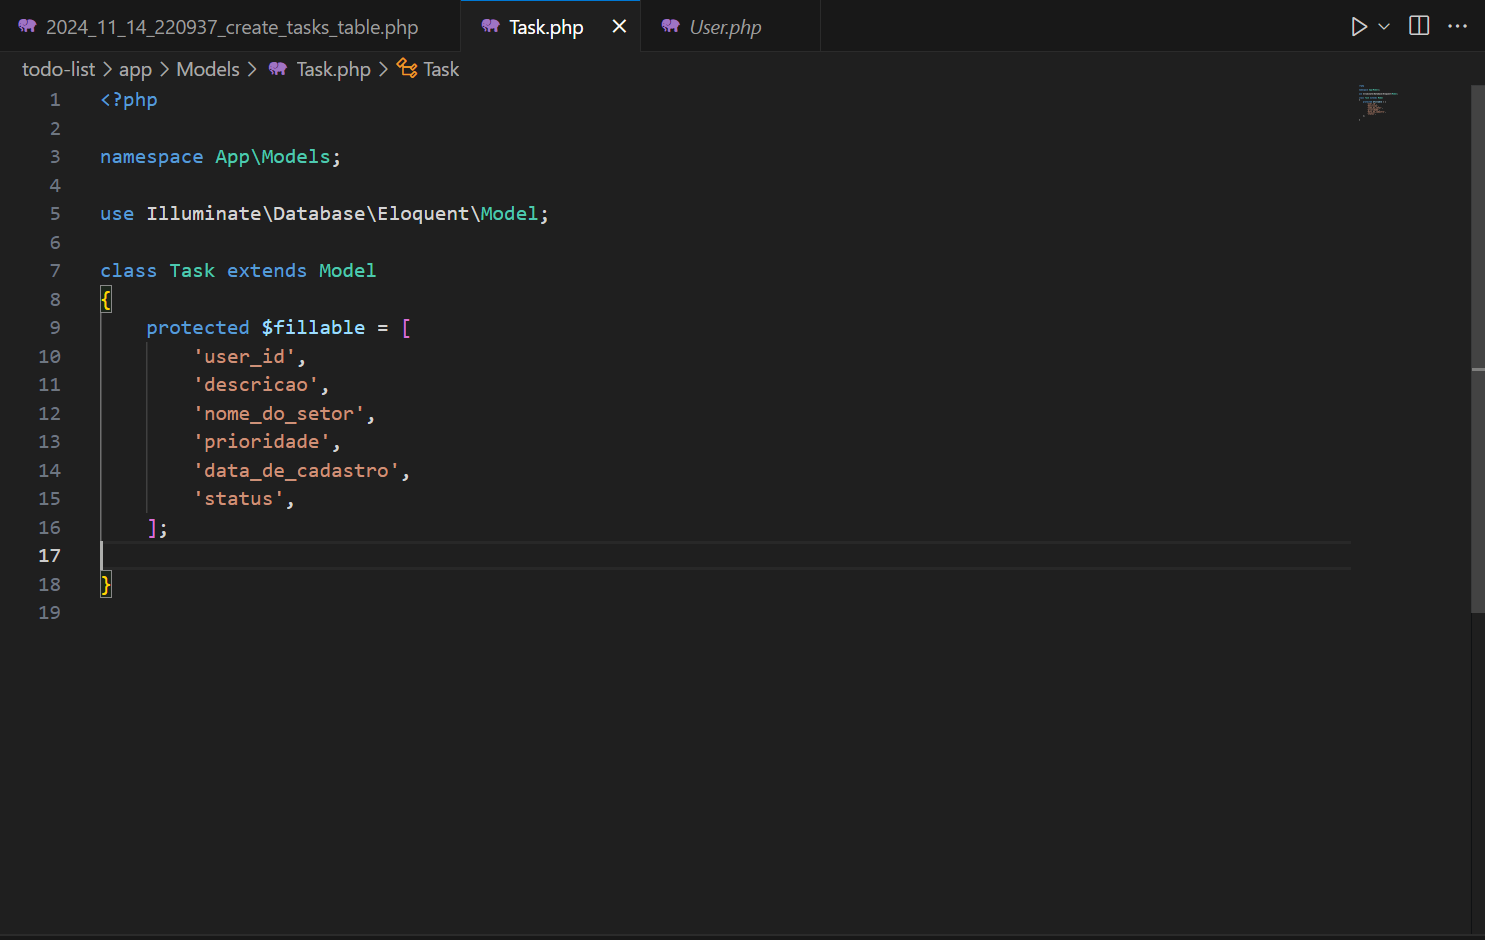 2024_11_14_220937_create_tasks_table.php Task.php User.php
todo-list > app > Models > Task.php > Task
1 <?php
2
3 namespace App\Models;
4
5 use Illuminate\Database\Eloquent\Model;
6
7 class Task extends Model
8 {
9     protected $fillable = [
10         'user_id',
11         'descricao',
12         'nome_do_setor',
13         'prioridade',
14         'data_de_cadastro',
15         'status',
16     ];
17
18 }
19